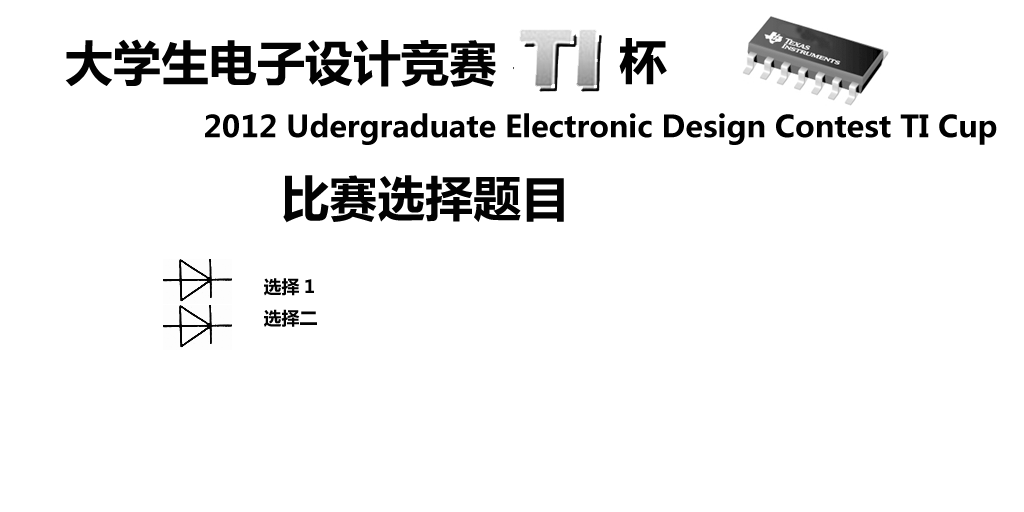 大学生电子设计竞赛 TI 杯
TEXAS
INSTRUMENTS
2012 Udergraduate Electronic Design Contest TI Cup
比赛选择题目
选择 1
选择二